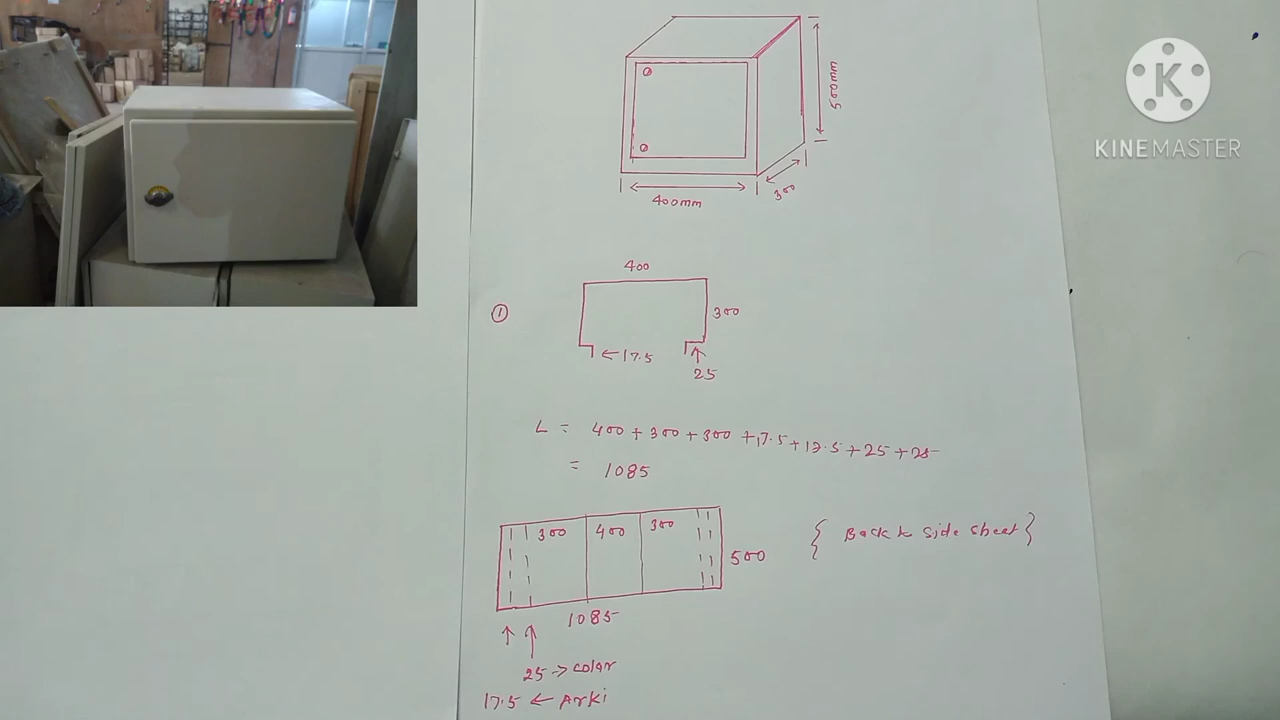 K
KINEMASTER
500mm
400mm
300
400
①
300
←17.5
25
L = 400+300+300+17.5+17.5+25+25
= 1085
300 400 300
500
{ Back & Side sheet }
1085
25 → colar
17.5 ← Arki